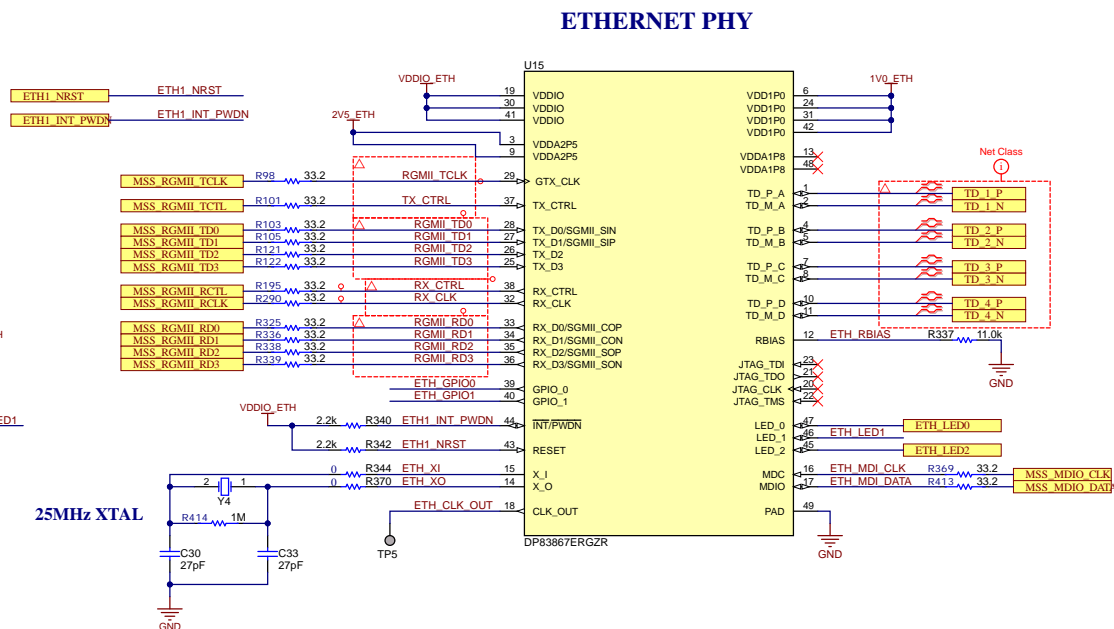 ETHERNET PHY
U15
ETH1_NRST ETH1_NRST
ETH1_INT_PWDN ETH1_INT_PWDN
VDDIO_ETH
19 VDDIO
30 VDDIO
41 VDDIO
2V5_ETH
3 VDDA2P5
9 VDDA2P5
MSS_RGMII_TCLK R98 33.2 RGMII_TCLK 29 GTX_CLK
MSS_RGMII_TCTL R101 33.2 TX_CTRL 37 TX_CTRL
MSS_RGMII_TD0 R103 33.2 RGMII_TD0 28 TX_D0/SGMII_SIN
MSS_RGMII_TD1 R105 33.2 RGMII_TD1 27 TX_D1/SGMII_SIP
MSS_RGMII_TD2 R121 33.2 RGMII_TD2 26 TX_D2
MSS_RGMII_TD3 R122 33.2 RGMII_TD3 25 TX_D3
MSS_RGMII_RCTL R195 33.2 RX_CTRL 38 RX_CTRL
MSS_RGMII_RCLK R290 33.2 RX_CLK 32 RX_CLK
MSS_RGMII_RD0 R325 33.2 RGMII_RD0 33 RX_D0/SGMII_COP
MSS_RGMII_RD1 R336 33.2 RGMII_RD1 34 RX_D1/SGMII_CON
MSS_RGMII_RD2 R338 33.2 RGMII_RD2 35 RX_D2/SGMII_SOP
MSS_RGMII_RD3 R339 33.2 RGMII_RD3 36 RX_D3/SGMII_SON
ETH_GPIO0 39 GPIO_0
ETH_GPIO1 40 GPIO_1
VDDIO_ETH
2.2k R340 ETH1_INT_PWDN 44 INT/PWDN
2.2k R342 ETH1_NRST 43 RESET
0 R344 ETH_XI 15 X_I
0 R370 ETH_XO 14 X_O
ETH_CLK_OUT 18 CLK_OUT
TP5
2 1
Y4
25MHz XTAL
R414 1M
C30
27pF
C33
27pF
GND
ED1
H
DP83867ERGZR
1V0_ETH
VDD1P0 6
VDD1P0 24
VDD1P0 31
VDD1P0 42
VDDA1P8 13
VDDA1P8 48
Net Class
i
TD_P_A 1 TD_1_P
TD_M_A 2 TD_1_N
TD_P_B 4 TD_2_P
TD_M_B 5 TD_2_N
TD_P_C 7 TD_3_P
TD_M_C 8 TD_3_N
TD_P_D 10 TD_4_P
TD_M_D 11 TD_4_N
RBIAS 12 ETH_RBIAS R337 11.0k
GND
JTAG_TDI 23
JTAG_TDO 21
JTAG_CLK 20
JTAG_TMS 22
LED_0 47 ETH_LED0
LED_1 46 ETH_LED1
LED_2 45 ETH_LED2
MDC 16 ETH_MDI_CLK R369 33.2 MSS_MDIO_CLK
MDIO 17 ETH_MDI_DATA R413 33.2 MSS_MDIO_DATA
PAD 49
GND